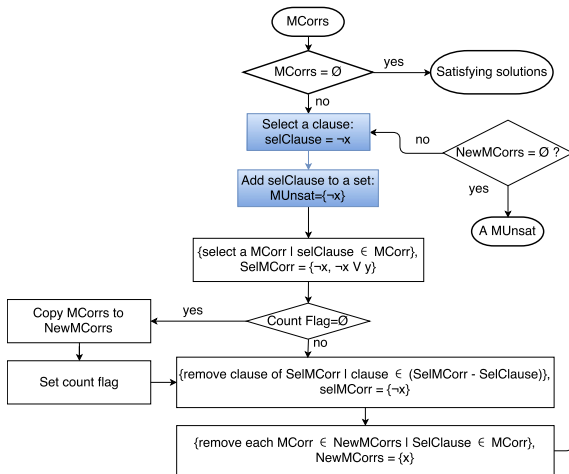 MCorrs
MCorrs = Ø
yes
Satisfying solutions
no
Select a clause:
selClause = ¬x
no
NewMCorrs = Ø ?
yes
Add selClause to a set:
MUnsat={¬x}
A MUnsat
{select a MCorr | selClause ∈ MCorr},
SelMCorr = {¬x, ¬x V y}
Copy MCorrs to
NewMCorrs
yes
Count Flag=Ø
no
Set count flag
{remove clause of SelMCorr | clause ∈ (SelMCorr - SelClause)},
selMCorr = {¬x}
{remove each MCorr ∈ NewMCorrs | SelClause ∈ MCorr},
NewMCorrs = {x}